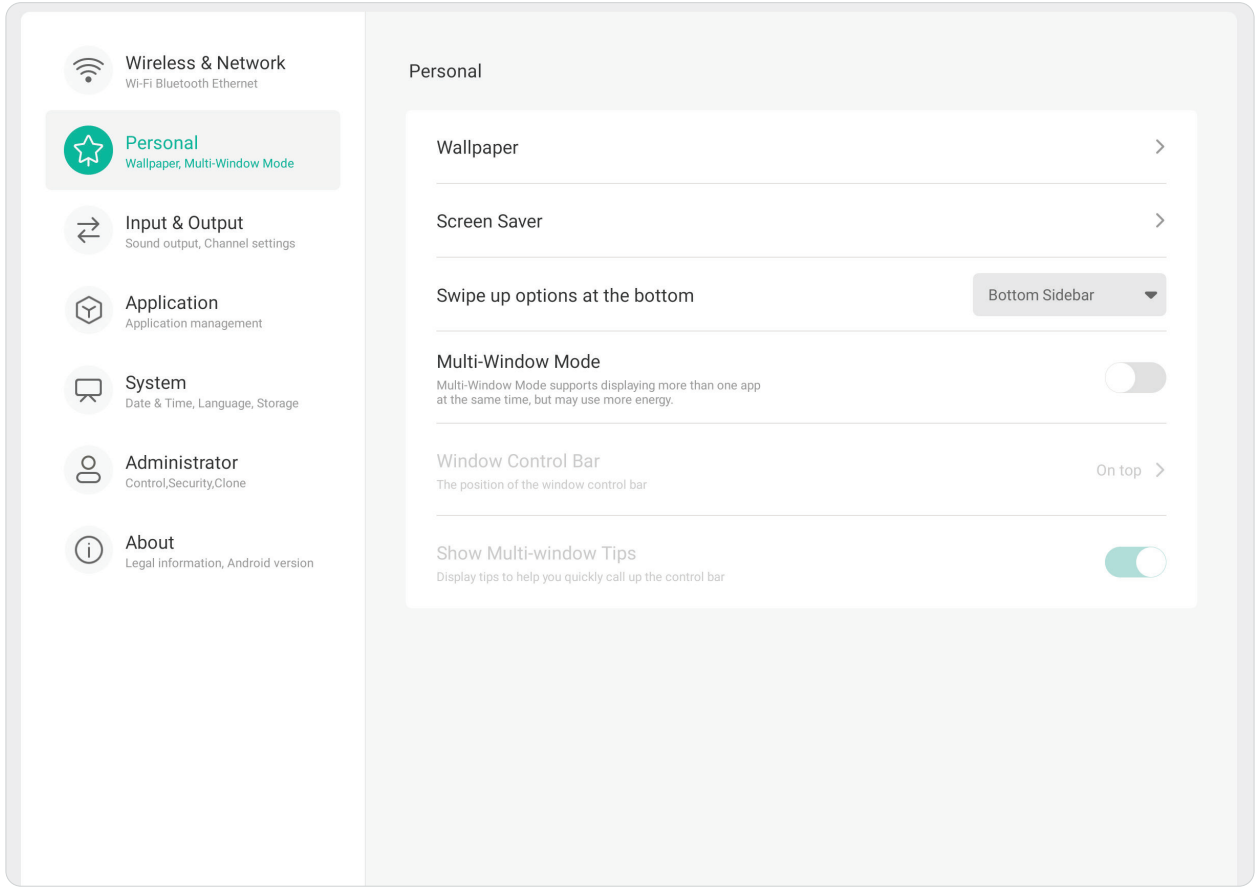 Wireless & Network
Wi-Fi Bluetooth Ethernet
Personal
Wallpaper, Multi-Window Mode
Input & Output
Sound output, Channel settings
Application
Application management
System
Date & Time, Language, Storage
Administrator
Control,Security,Clone
About
Legal information, Android version
Personal
Wallpaper
Screen Saver
Swipe up options at the bottom
Bottom Sidebar
Multi-Window Mode
Multi-Window Mode supports displaying more than one app
at the same time, but may use more energy.
Window Control Bar
The position of the window control bar
On top
Show Multi-window Tips
Display tips to help you quickly call up the control bar